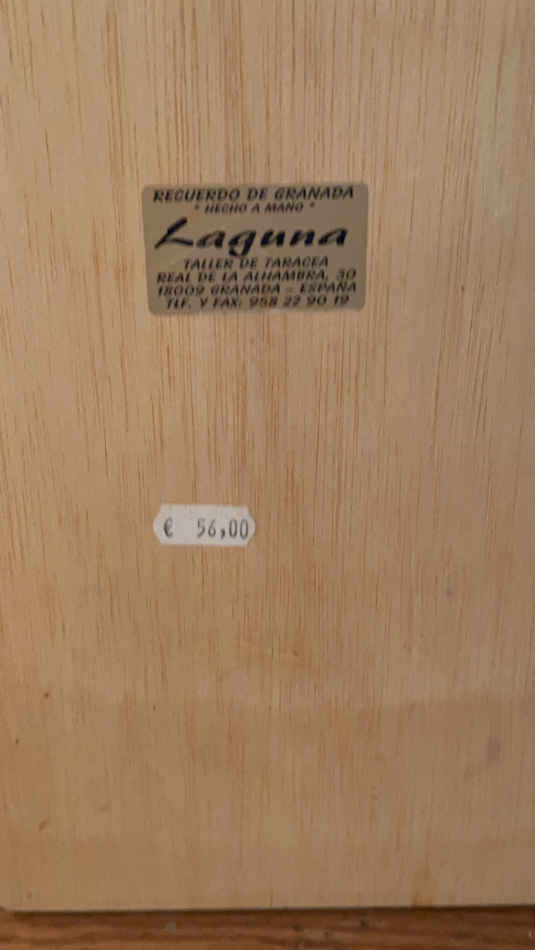 RECUERDO DE GRANADA
" HECHO A MANO "
Laguna
TALLER DE TARACEA
REAL DE LA ALHAMBRA, 30
18009 GRANADA - ESPAÑA
TLF. Y FAX: 958 22 90 19
€ 56,00